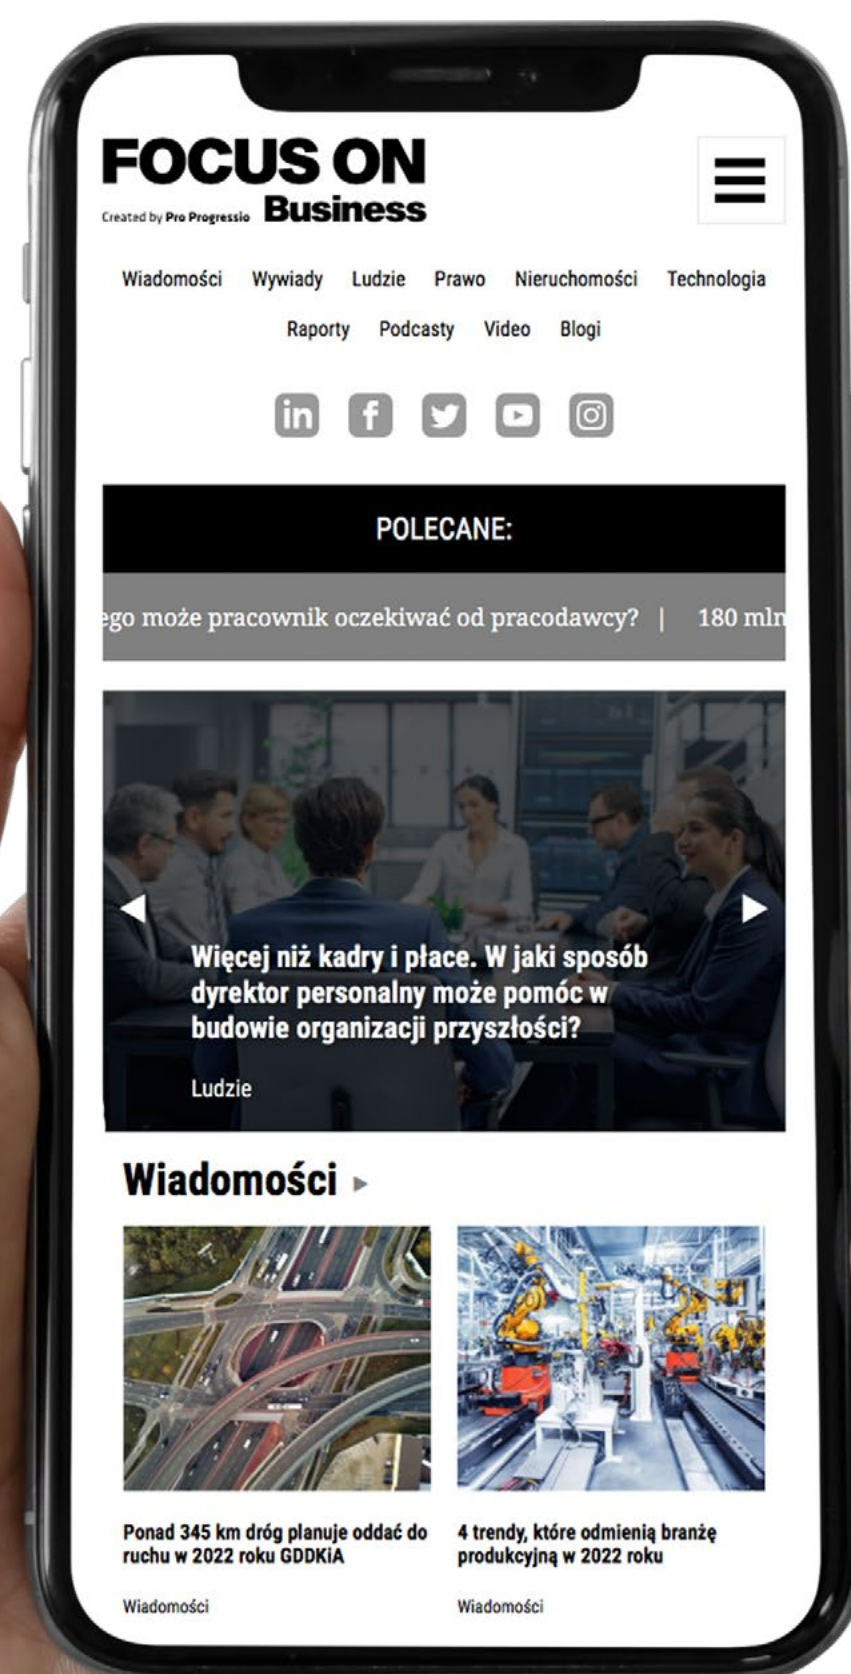 FOCUS ON
Created by Pro Progressio Business
Wiadomości Wywiady Ludzie Prawo Nieruchomości Technologia
Raporty Podcasty Video Blogi
in f
POLECANE:
ego może pracownik oczekiwać od pracodawcy? | 180 mln
Więcej niż kadry i płace. W jaki sposób
dyrektor personalny może pomóc w
budowie organizacji przyszłości?
Ludzie
Wiadomości
Ponad 345 km dróg planuje oddać do
ruchu w 2022 roku GDDKiA
Wiadomości
4 trendy, które odmienią branżę
produkcyjną w 2022 roku
Wiadomości